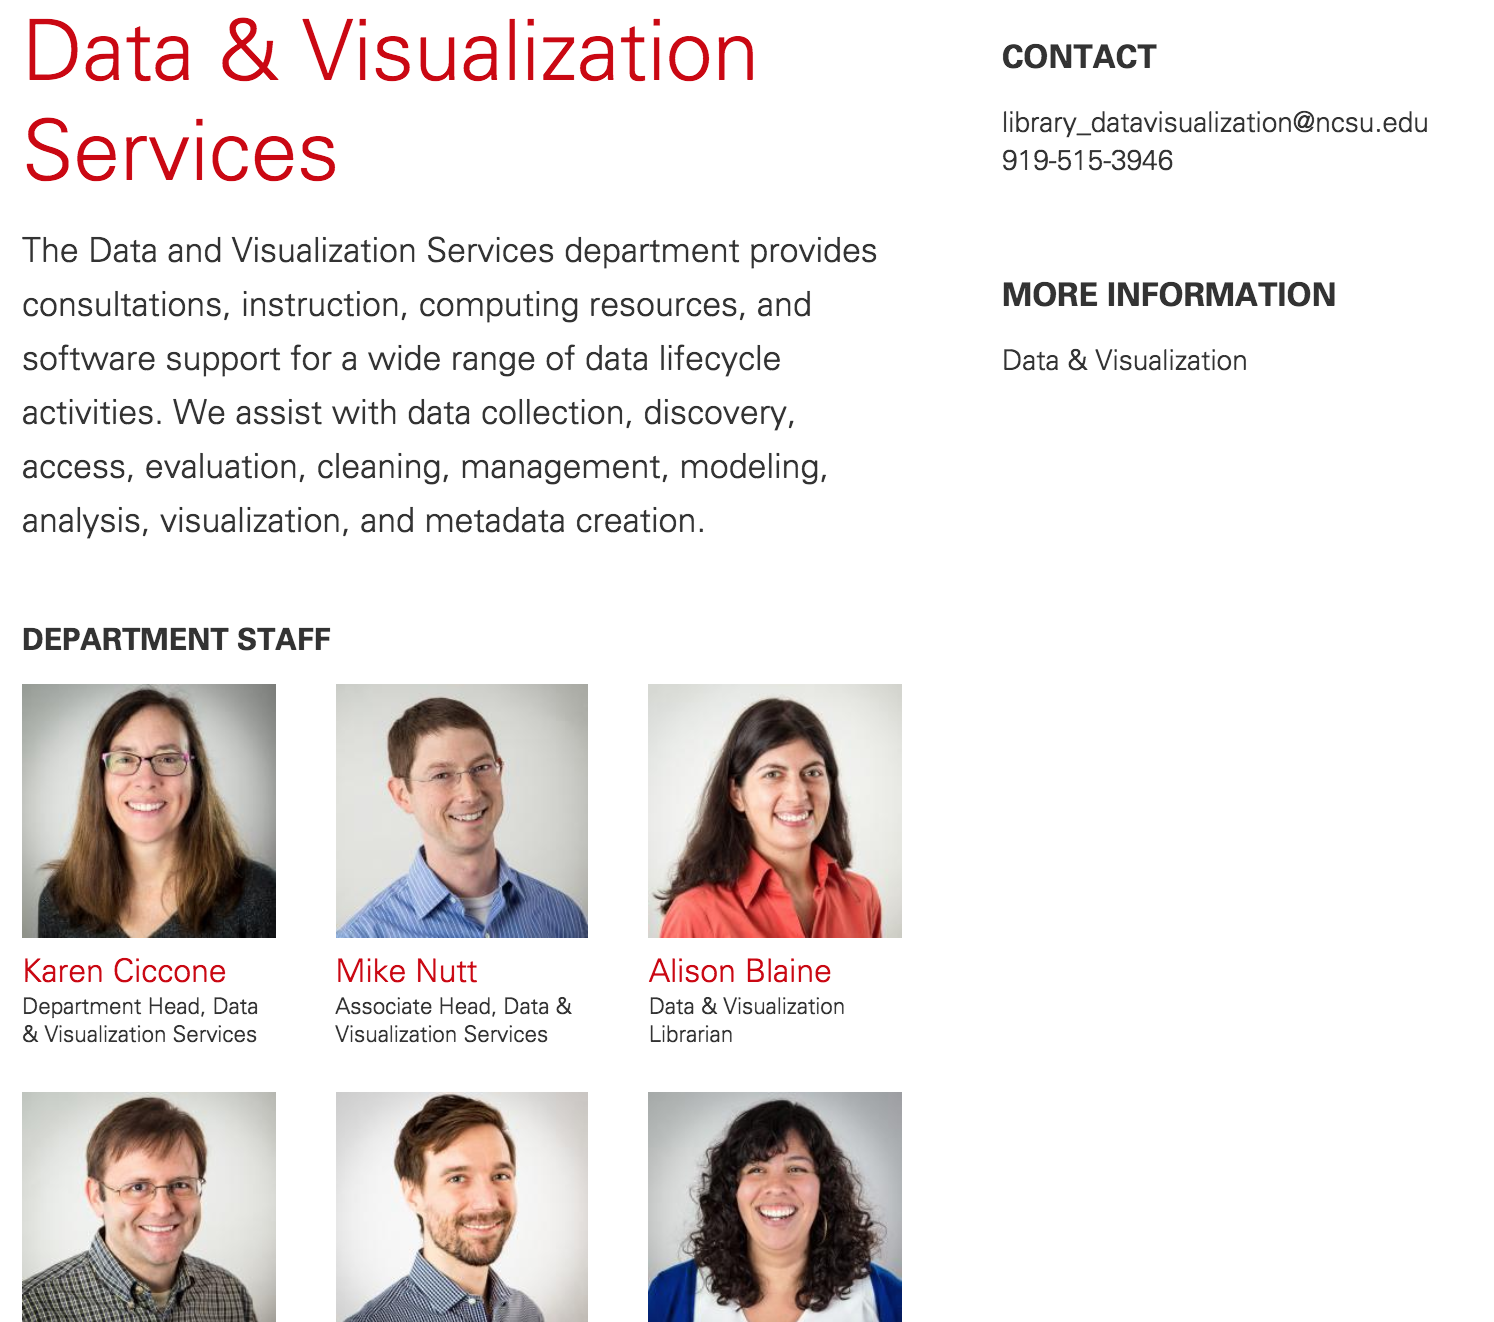 Data & Visualization
Services
The Data and Visualization Services department provides
consultations, instruction, computing resources, and
software support for a wide range of data lifecycle
activities. We assist with data collection, discovery,
access, evaluation, cleaning, management, modeling,
analysis, visualization, and metadata creation.
DEPARTMENT STAFF
Karen Ciccone
Department Head, Data
& Visualization Services
Mike Nutt
Associate Head, Data &
Visualization Services
Alison Blaine
Data & Visualization
Librarian
CONTACT
library_datavisualization@ncsu.edu
919-515-3946
MORE INFORMATION
Data & Visualization